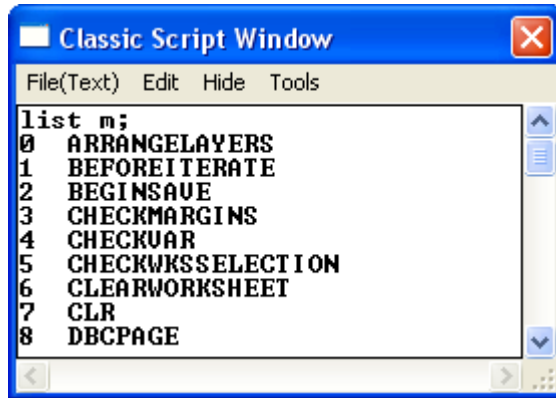 Classic Script Window
File(Text) Edit Hide Tools
list m;
0 ARRANGELAYERS
1 BEFOREITERATE
2 BEGINSAVE
3 CHECKMARGINS
4 CHECKVAR
5 CHECKWKSSELECTION
6 CLEARWORKSHEET
7 CLR
8 DBCPAGE